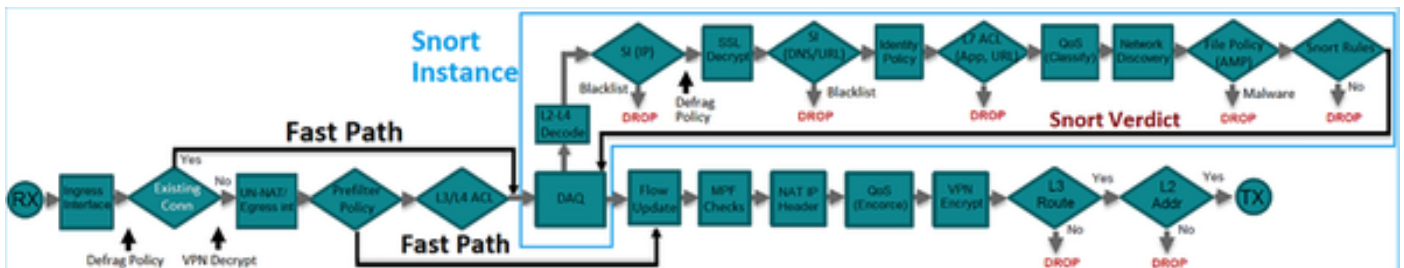 Snort
Instance
SI (IP)
SSL
Decrypt
SI
(DNS/URL)
Identity
Policy
L7 ACL
(App, URL)
QoS
(Classify)
Network
Discovery
File Policy
(AMP)
Snort Rules
Blacklist
DROP
Defrag
Policy
Blacklist
DROP
DROP
Malware
DROP
No
DROP
Snort Verdict
L2-L4
Decode
Fast Path
Yes
RX
Ingress
Interface
Existing
Conn
No
UN-NAT/
Egress int
Prefilter
Policy
L3/L4 ACL
DAQ
Flow
Update
MPF
Checks
NAT IP
Header
QoS
(Encorce)
VPN
Encrypt
L3
Route
Yes
L2
Addr
Yes
TX
Defrag Policy
VPN Decrypt
Fast Path
No
DROP
No
DROP